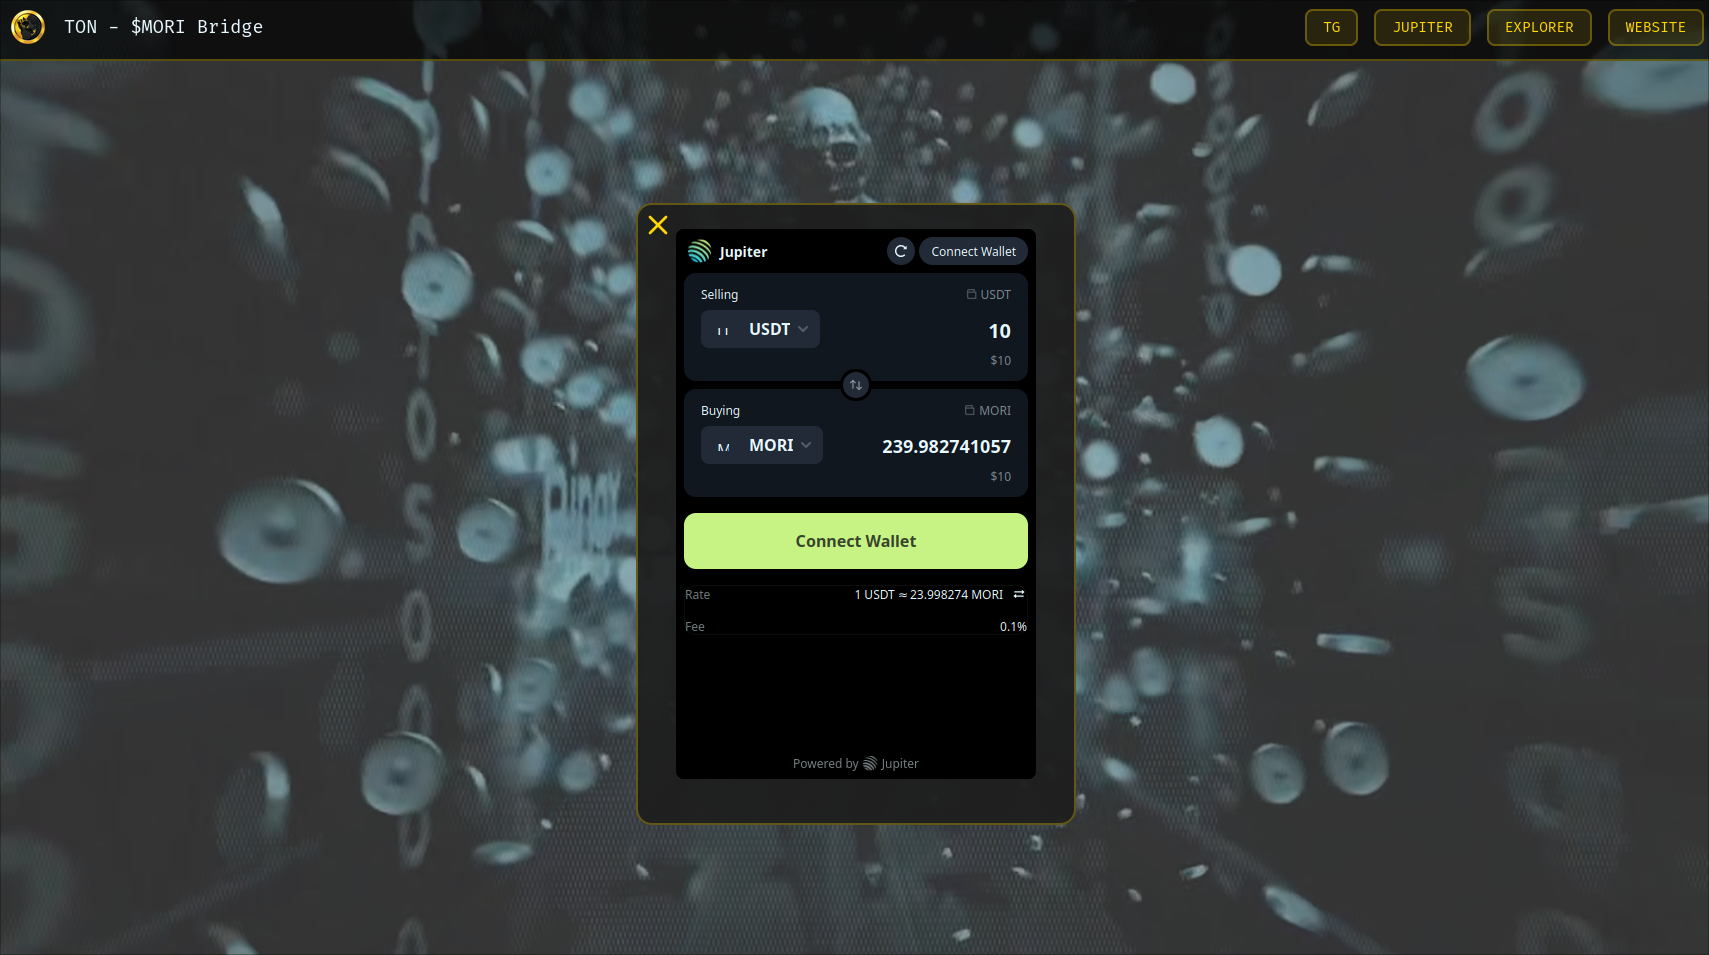 TON - $MORI Bridge
TG
JUPITER
EXPLORER
WEBSITE
Jupiter
Connect Wallet
Selling
USDT
USDT
10
$10
Buying
MORI
MORI
239.982741057
$10
Connect Wallet
Rate
1 USDT ≈ 23.998274 MORI
Fee
0.1%
Powered by Jupiter